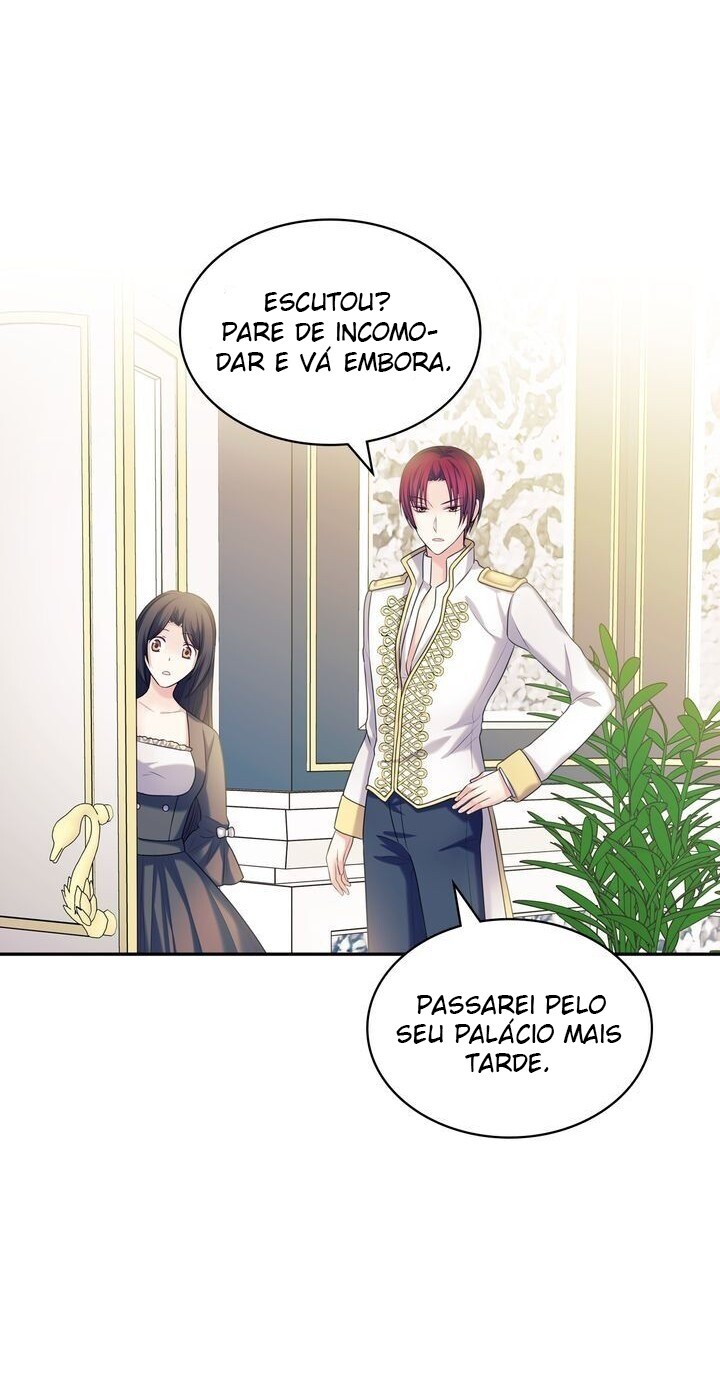 ESCUTOU?
PARE DE INCOMO-
DAR E VÁ EMBORA.
PASSAREI PELO
SEU PALÁCIO MAIS
TARDE.